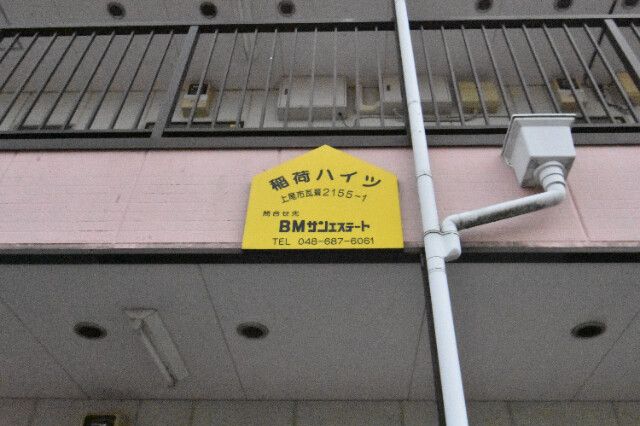 稲荷ハイツ
上尾市瓦葺2155-1
問合せ先
BMサンエステート
TEL 048-687-6061